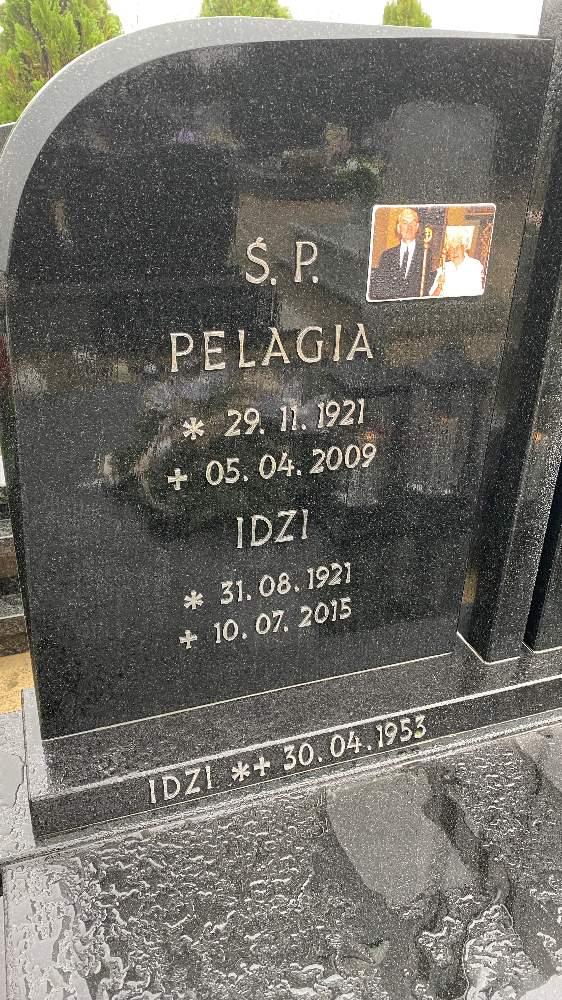 Ś. P.
PELAGIA
* 29. 11. 1921
+ 05. 04. 2009
IDZI
* 31. 08. 1921
+ 10. 07. 2015
IDZI *+ 30. 04. 1953